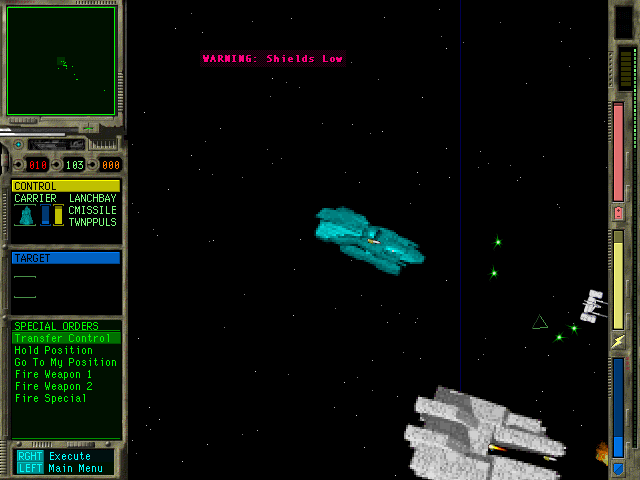 WARNING: Shields Low
010 103 000
CONTROL
CARRIER LANCHBAY
CMISSILE
TWNPPULS
TARGET
SPECIAL ORDERS
Transfer Control
Hold Position
Go To My Position
Fire Weapon 1
Fire Weapon 2
Fire Special
RGHT Execute
LEFT Main Menu